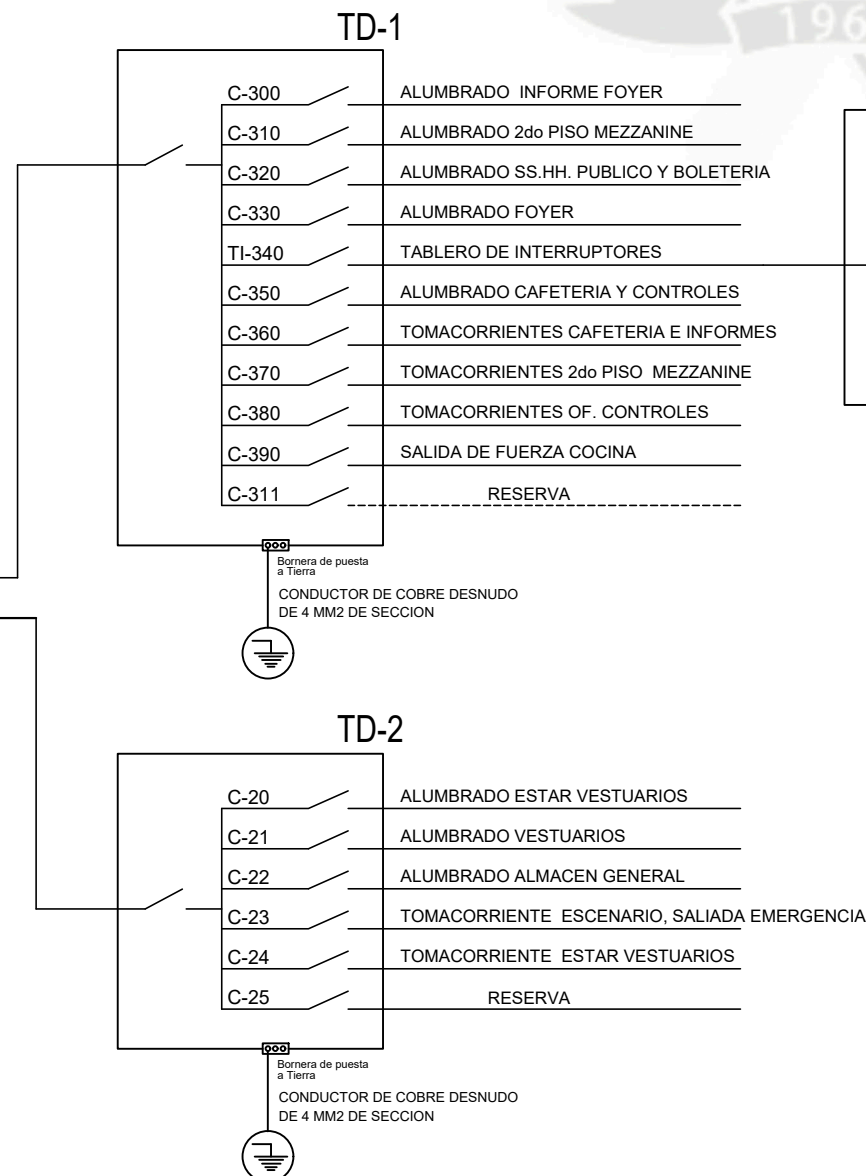 TD-1
C-300 ALUMBRADO INFORME FOYER
C-310 ALUMBRADO 2do PISO MEZZANINE
C-320 ALUMBRADO SS.HH. PUBLICO Y BOLETERIA
C-330 ALUMBRADO FOYER
TI-340 TABLERO DE INTERRUPTORES
C-350 ALUMBRADO CAFETERIA Y CONTROLES
C-360 TOMACORRIENTES CAFETERIA E INFORMES
C-370 TOMACORRIENTES 2do PISO MEZZANINE
C-380 TOMACORRIENTES OF. CONTROLES
C-390 SALIDA DE FUERZA COCINA
C-311 RESERVA
Bornera de puesta
a Tierra
CONDUCTOR DE COBRE DESNUDO
DE 4 MM2 DE SECCION
TD-2
C-20 ALUMBRADO ESTAR VESTUARIOS
C-21 ALUMBRADO VESTUARIOS
C-22 ALUMBRADO ALMACEN GENERAL
C-23 TOMACORRIENTE ESCENARIO, SALIADA EMERGENCIA
C-24 TOMACORRIENTE ESTAR VESTUARIOS
C-25 RESERVA
Bornera de puesta
a Tierra
CONDUCTOR DE COBRE DESNUDO
DE 4 MM2 DE SECCION